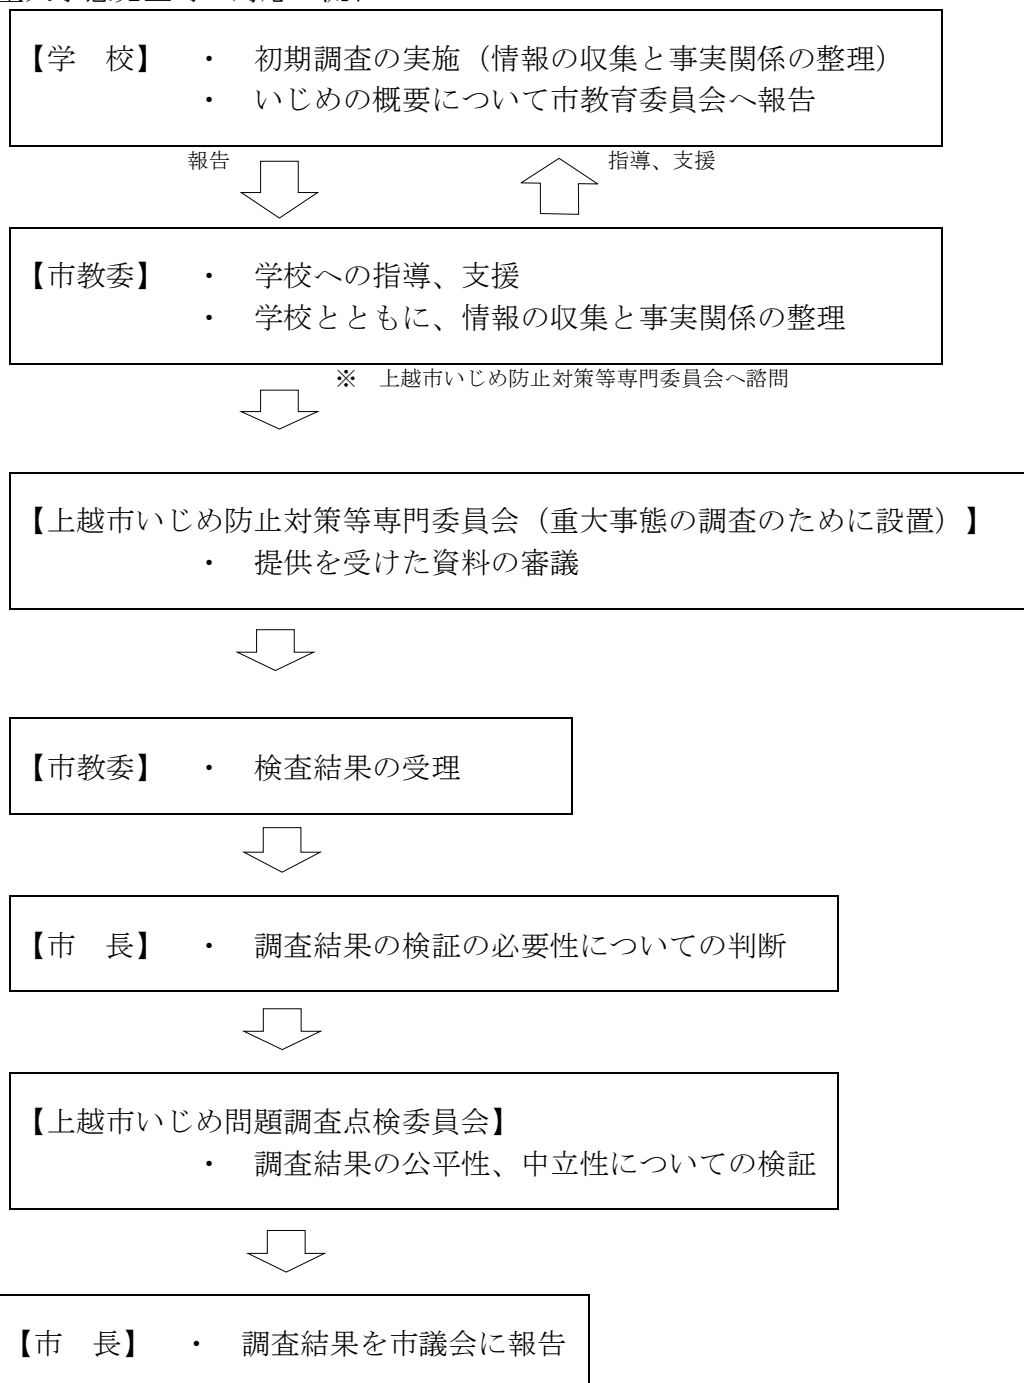 【学　校】　・　初期調査の実施（情報の収集と事実関係の整理）
・　いじめの概要について市教育委員会へ報告
報告　指導、支援
【市教委】　・　学校への指導、支援
・　学校とともに、情報の収集と事実関係の整理
※　上越市いじめ防止対策等専門委員会へ諮問
【上越市いじめ防止対策等専門委員会（重大事態の調査のために設置）】
・　提供を受けた資料の審議
【市教委】　・　検査結果の受理
【市　長】　・　調査結果の検証の必要性についての判断
【上越市いじめ問題調査点検委員会】
・　調査結果の公平性、中立性についての検証
【市　長】　・　調査結果を市議会に報告